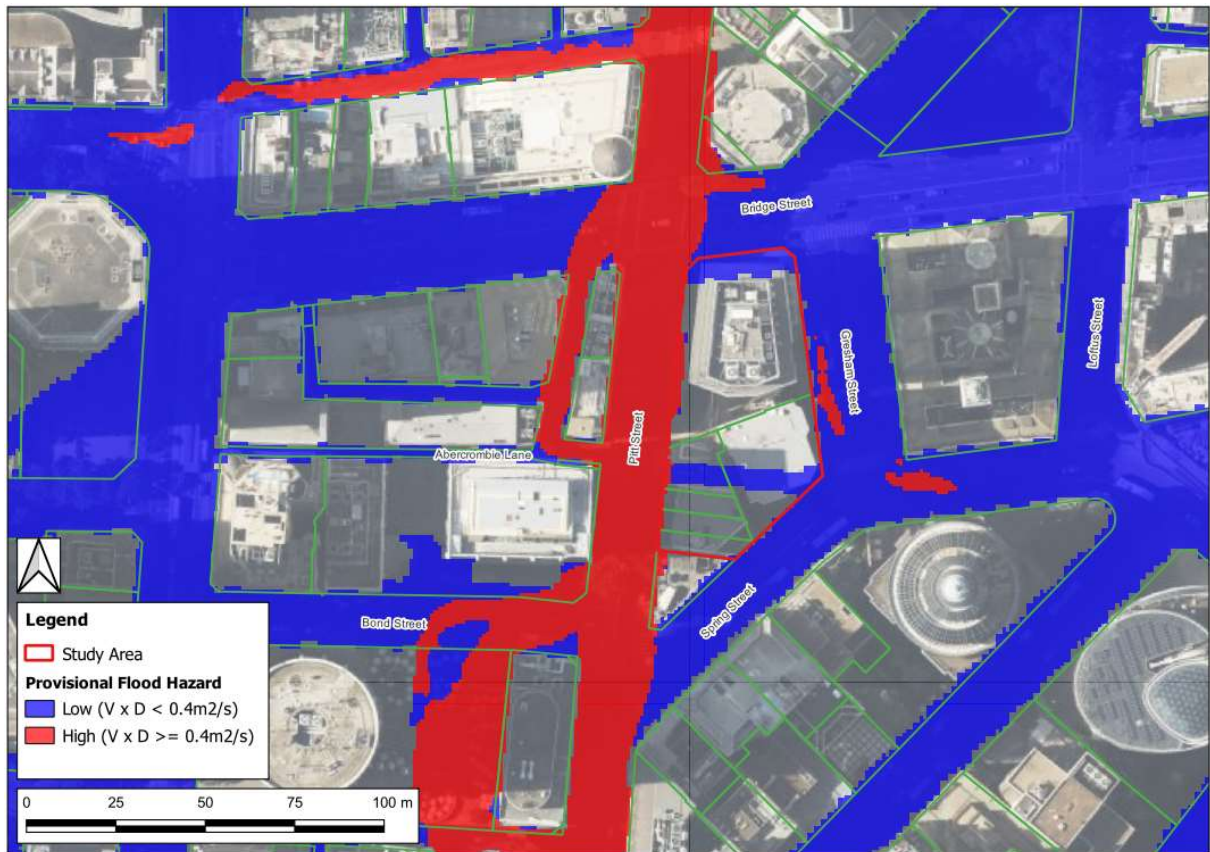 Bridge Street
Gresham Street
Loftus Street
Pitt Street
Abercrombie Lane
Bond Street
Spring Street
Legend
Study Area
Provisional Flood Hazard
Low (V x D < 0.4m2/s)
High (V x D >= 0.4m2/s)
0 25 50 75 100 m